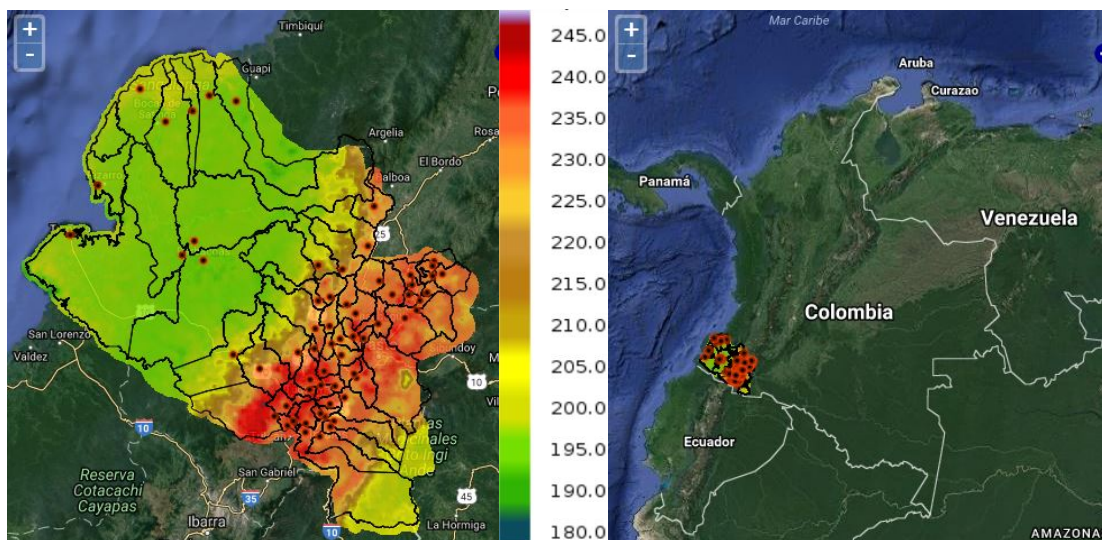 +
-
Timbiquí
Guapi
Argelia
El Bordo
Balboa
25
San Lorenzo
Valdez
10
10
San Gabriel
Reserva
Cotacachi
Cayapas
35
Ibarra
10
45
La Hormiga
245.0
240.0
235.0
230.0
225.0
220.0
215.0
210.0
205.0
200.0
195.0
190.0
185.0
180.0
+
-
Mar Caribe
Aruba
Curazao
Panamá
Venezuela
Colombia
Ecuador
AMAZONA